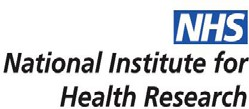 NHS
National Institute for
Health Research